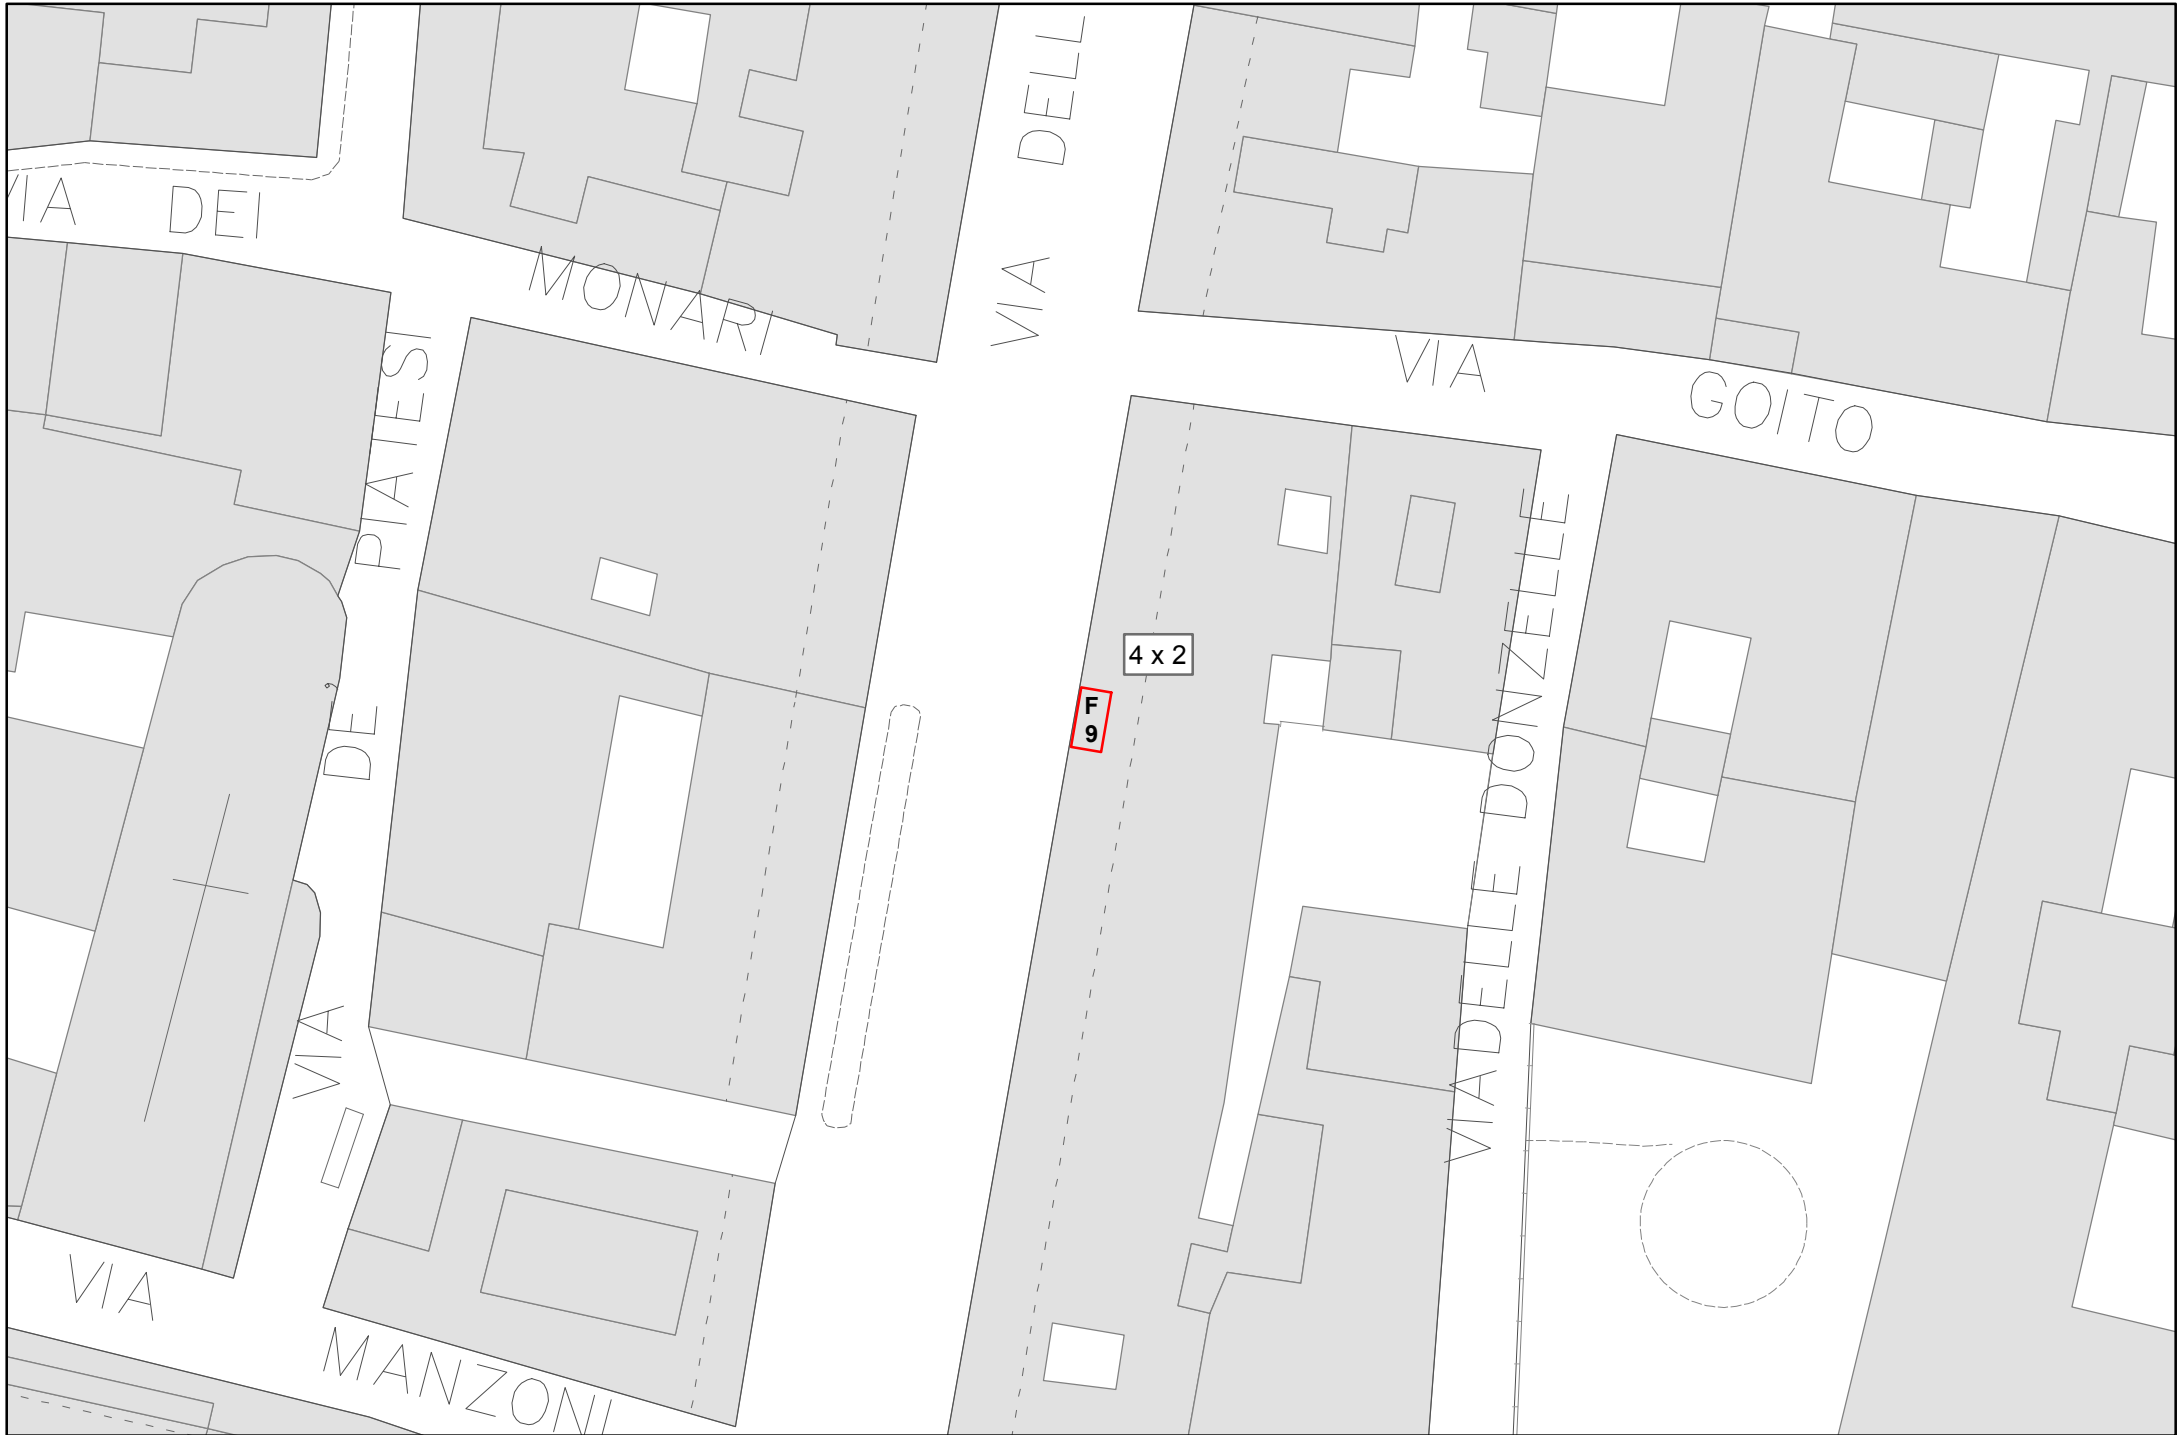 VIA DELL
VIA DEI
MONARI
VIA
GOITO
DE' PIATESI
VIA
4 x 2
F
9
VIA DELLE DONZELLE
VIA
MANZONI